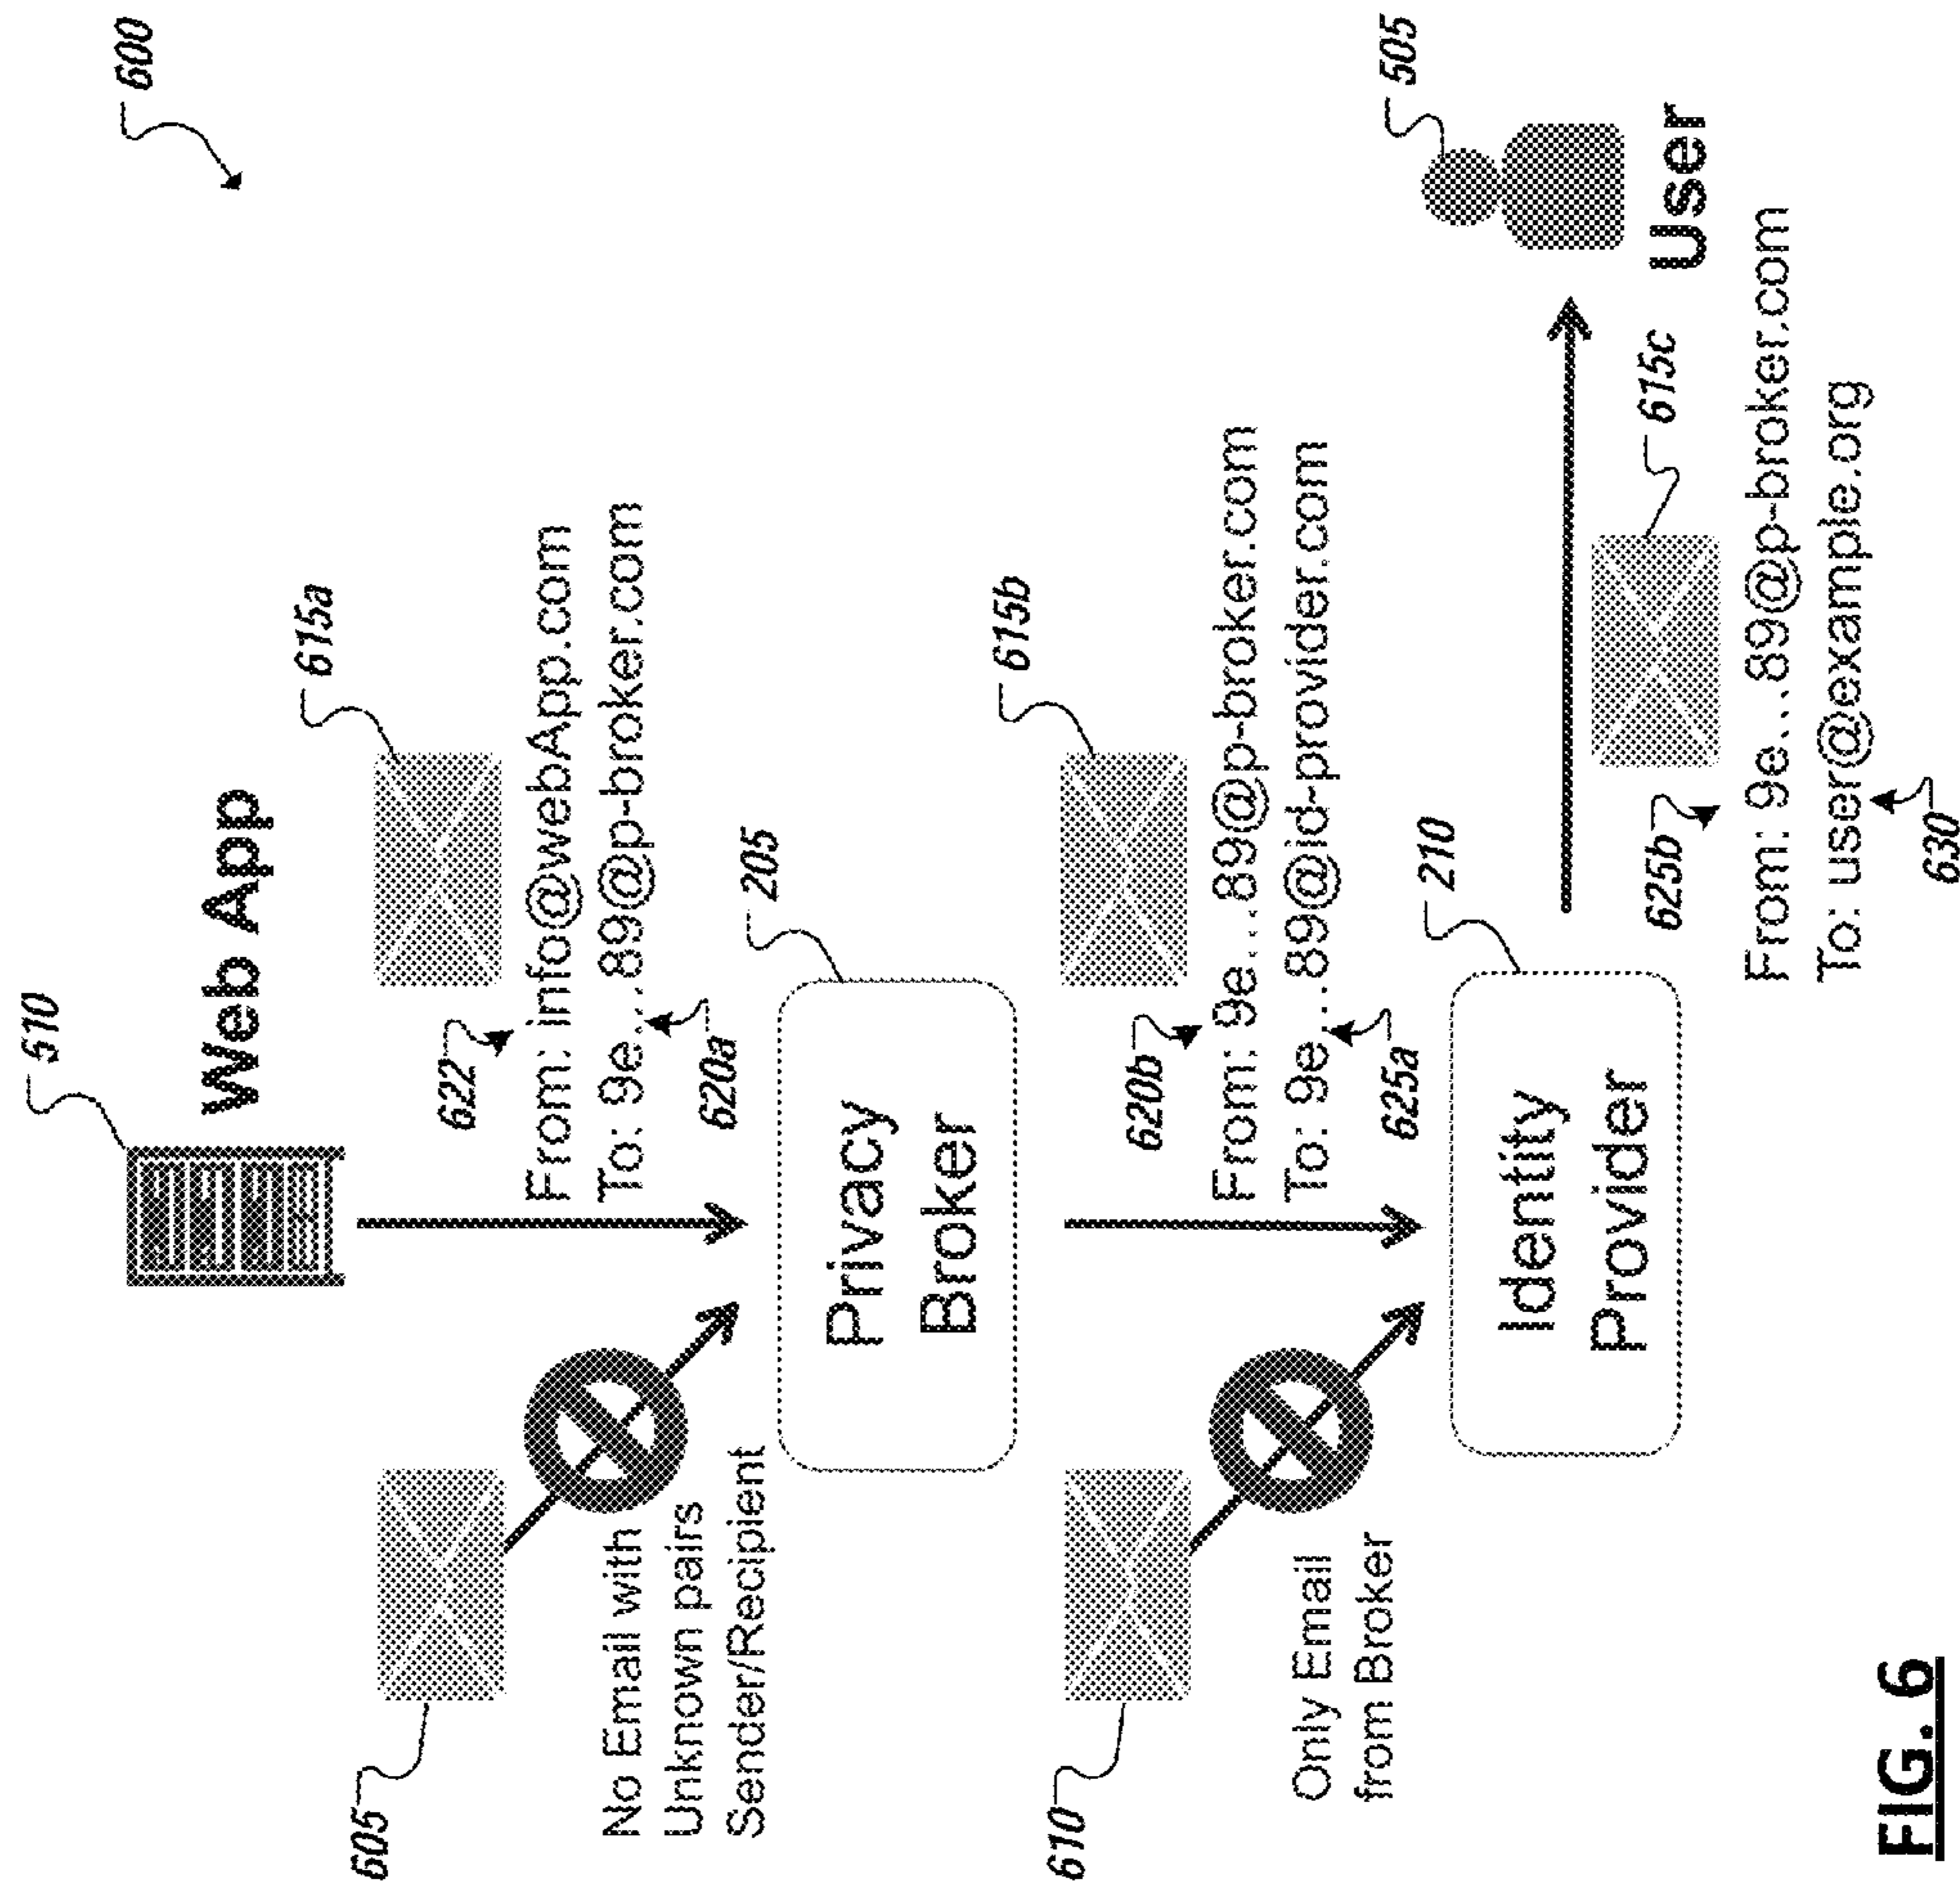 600
510
Web App
615a
622
From: info@webApp.com
To: 9e...89@p-broker.com
620a
605
No Email with
Unknown pairs
Sender/Recipient
205
Privacy
Broker
615b
620b
From: 9e...89@p-broker.com
To: 9e...89@id-provider.com
625a
610
Only Email
from Broker
210
Identity
Provider
505
User
615c
625b
From: 9e...89@p-broker.com
To: user@example.org
630
FIG. 6